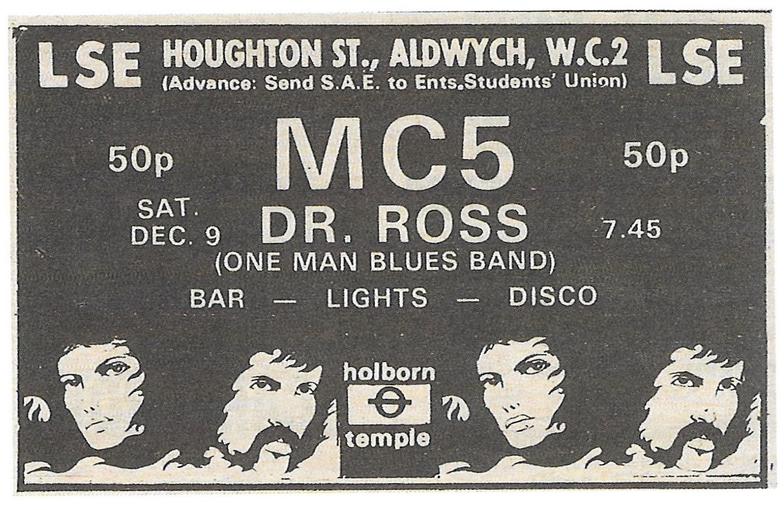 LSE HOUGHTON ST., ALDWYCH, W.C.2 LSE
(Advance: Send S.A.E. to Ents.Students' Union)
50p MC5 50p
SAT.
DEC. 9 DR. ROSS 7.45
(ONE MAN BLUES BAND)
BAR — LIGHTS — DISCO
holborn
temple